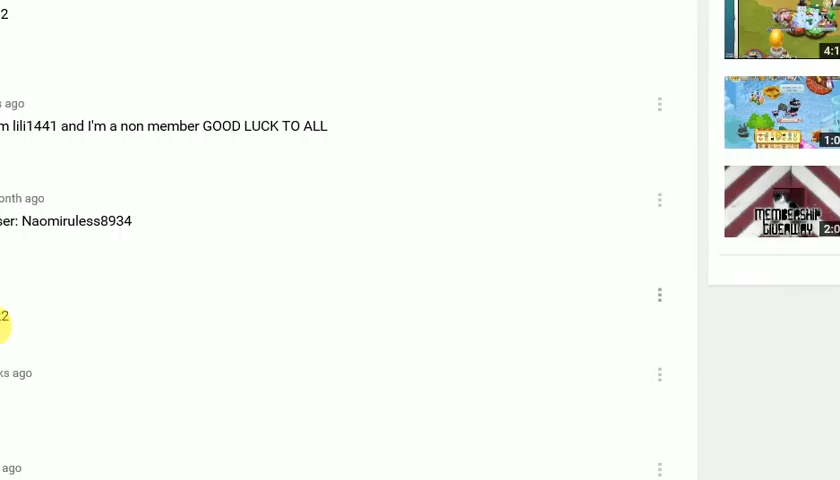 2
s ago
m lili1441 and I'm a non member GOOD LUCK TO ALL
onth ago
ser: Naomiruless8934
2
ks ago
ago
4:1
1:0
MEMBERSHIP
GIVEAWAY
2:0